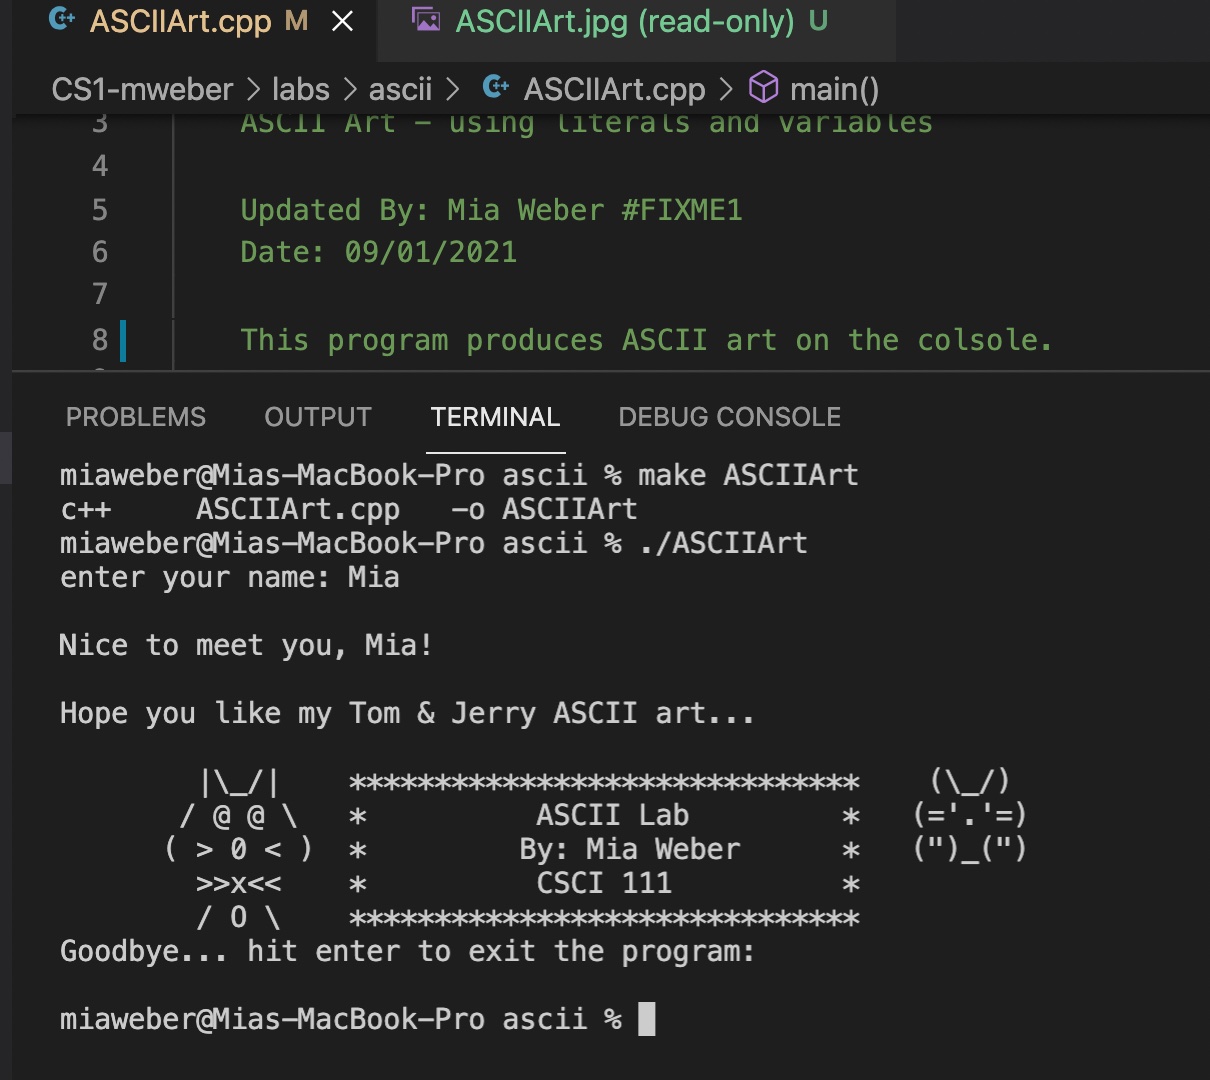 ASCIIArt.cpp M ASCIIArt.jpg (read-only) U
CS1-mweber > labs > ascii > ASCIIArt.cpp > main()
3 ASCII Art - using literals and variables
4
5 Updated By: Mia Weber #FIXME1
6 Date: 09/01/2021
7
8 This program produces ASCII art on the colsole.
PROBLEMS OUTPUT TERMINAL DEBUG CONSOLE
miaweber@Mias-MacBook-Pro ascii % make ASCIIArt
c++     ASCIIArt.cpp   -o ASCIIArt
miaweber@Mias-MacBook-Pro ascii % ./ASCIIArt
enter your name: Mia
Nice to meet you, Mia!
Hope you like my Tom & Jerry ASCII art...
        |\_/|    ******************************    (\_/)
       / @ @ \   *          ASCII Lab         *   (='.'=)
      ( > 0 < )  *         By: Mia Weber      *   (")_(")
        >>x<<    *          CSCI 111          *
        / O \    ******************************
Goodbye... hit enter to exit the program:
miaweber@Mias-MacBook-Pro ascii %